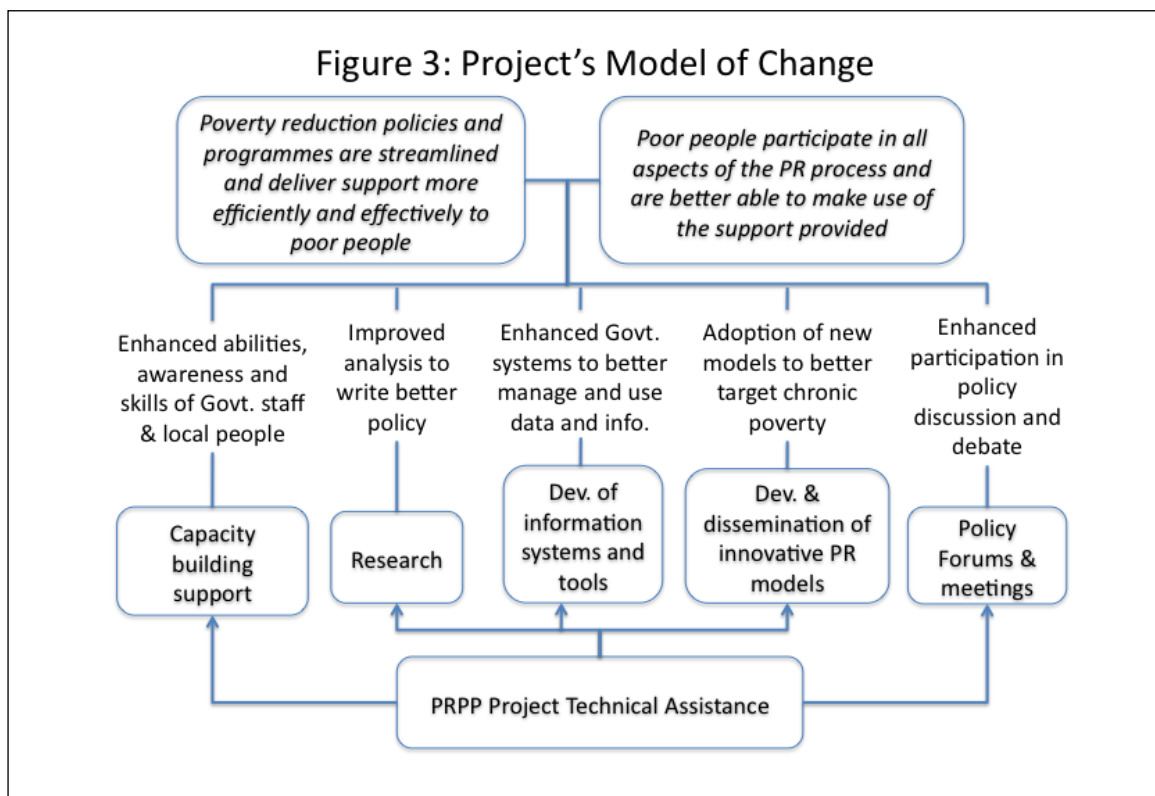 Figure 3: Project’s Model of Change
Poverty reduction policies and
programmes are streamlined
and deliver support more
efficiently and effectively to
poor people
Poor people participate in all
aspects of the PR process and
are better able to make use of
the support provided
Enhanced abilities,
awareness and
skills of Govt. staff
& local people
Improved
analysis to
write better
policy
Enhanced Govt.
systems to better
manage and use
data and info.
Adoption of new
models to better
target chronic
poverty
Enhanced
participation in
policy
discussion and
debate
Capacity
building
support
Research
Dev. of
information
systems and
tools
Dev. &
dissemination of
innovative PR
models
Policy
Forums &
meetings
PRPP Project Technical Assistance